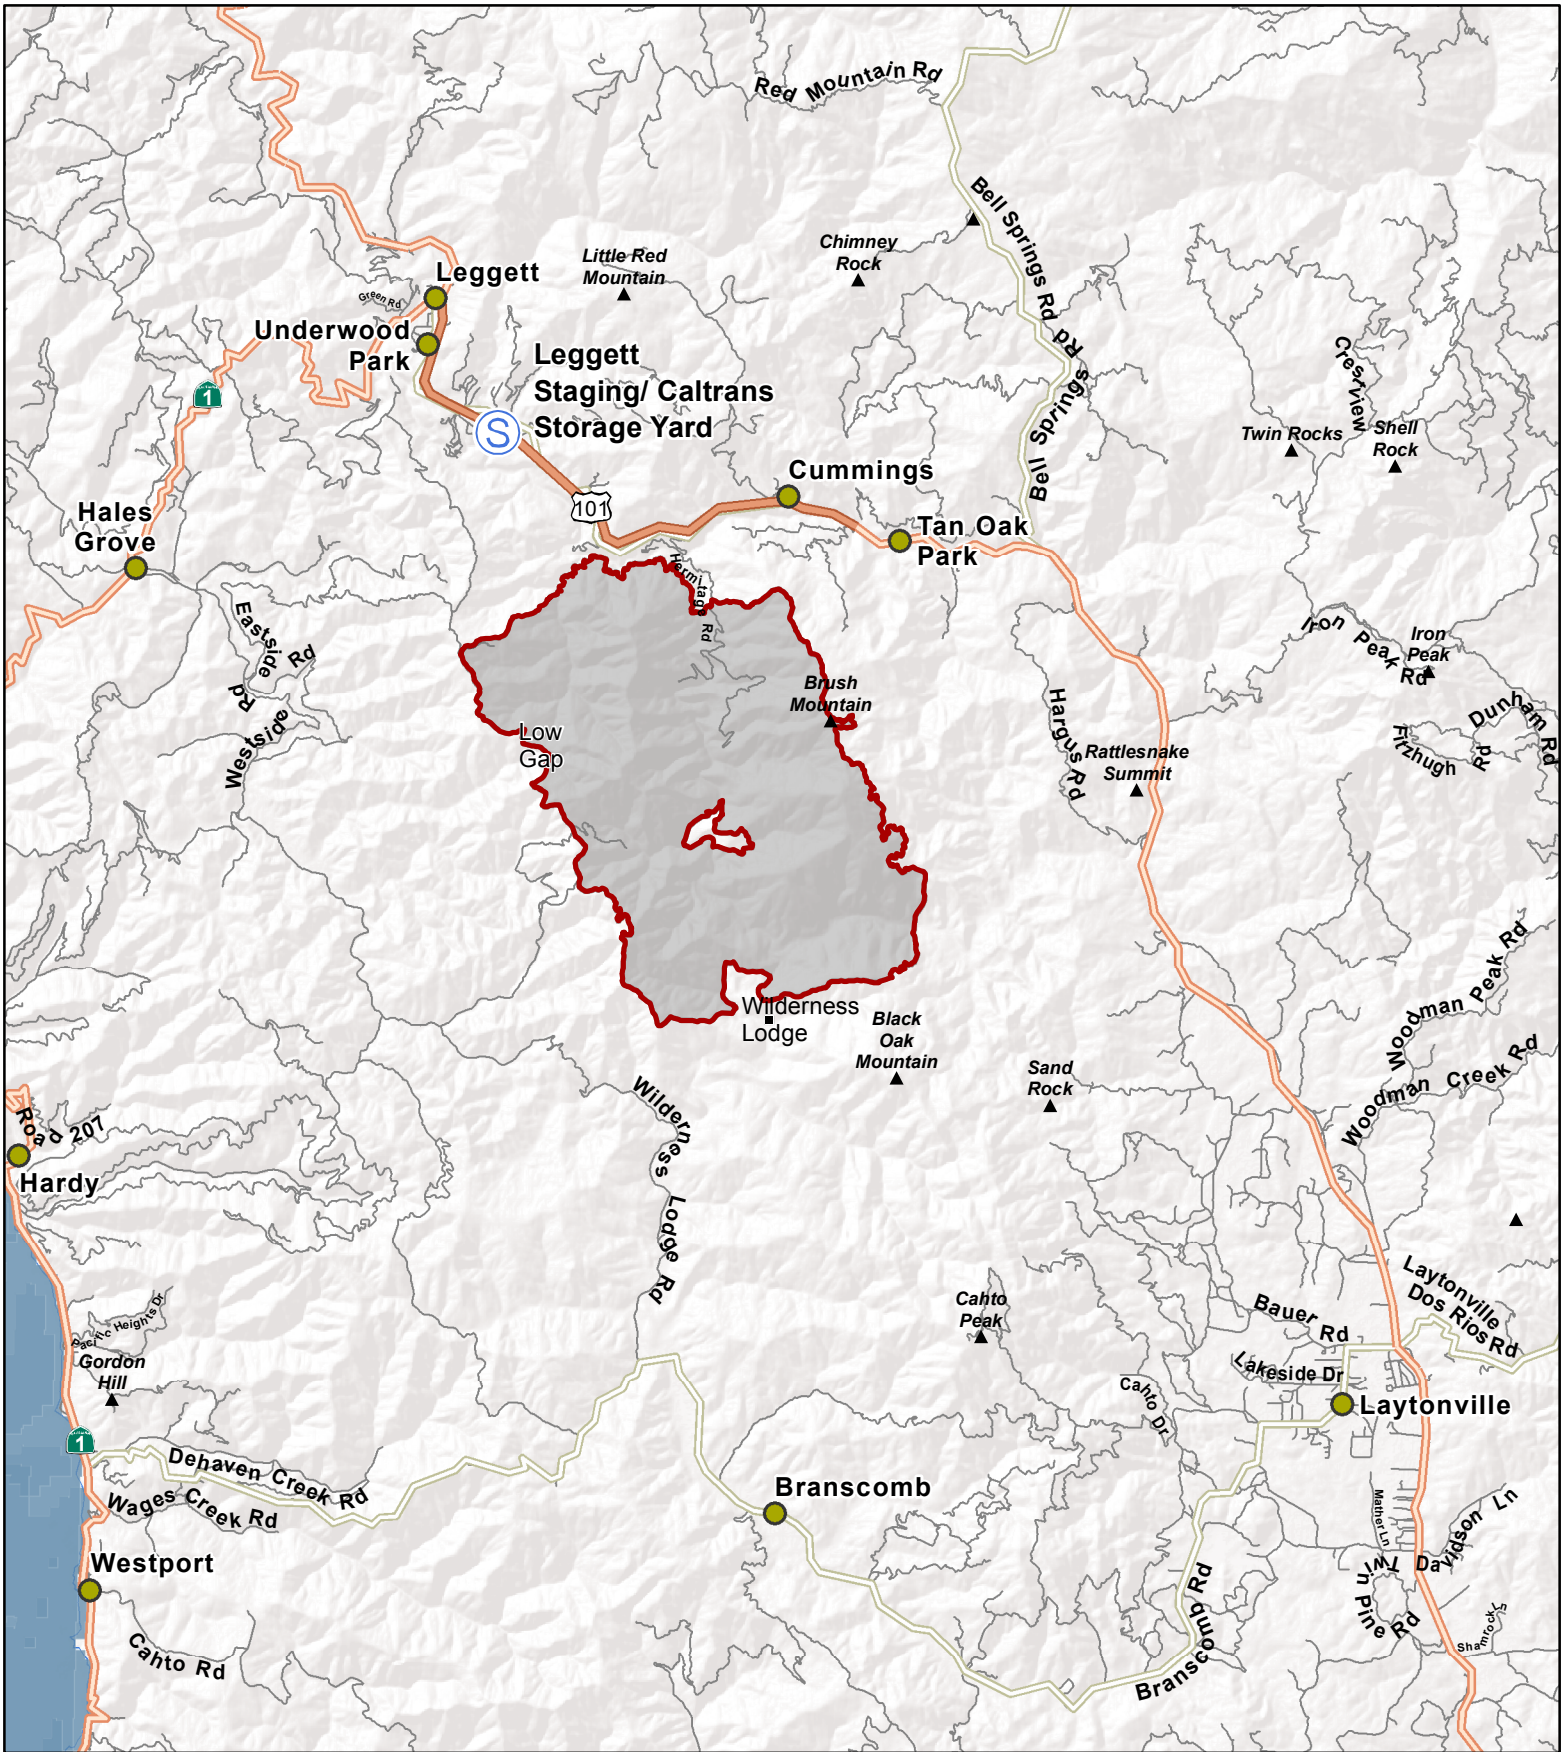 Red Mountain Rd
Bell Springs Rd
Chimney
Rock
Little Red
Mountain
Leggett
Green Rd
Underwood
Park
Leggett
Staging/ Caltrans
Storage Yard
S
1
Bell Springs Rd
Crestview
Twin Rocks
Shell
Rock
Cummings
101
Hales
Grove
Tan Oak
Park
Hermitage Rd
Eastside Rd
Iron Peak Rd
Iron
Peak
Westside Rd
Brush
Mountain
Low
Gap
Hargus Rd
Rattlesnake
Summit
Dunham Rd
Fitzhugh Rd
Woodman Peak Rd
Wilderness
Lodge
Black
Oak
Mountain
Sand
Rock
Woodman Creek Rd
Road 207
Hardy
Wilderness Lodge Rd
Laytonville
Dos Rios Rd
Pacific Heights Dr
Gordon
Hill
Cahto
Peak
Bauer Rd
Lakeside Dr
Cahto Dr
Laytonville
1
Dehaven Creek Rd
Wages Creek Rd
Branscomb
Mather Ln
Davidson Ln
Westport
Twin Pine Rd
Branscomb Rd
Cahto Rd